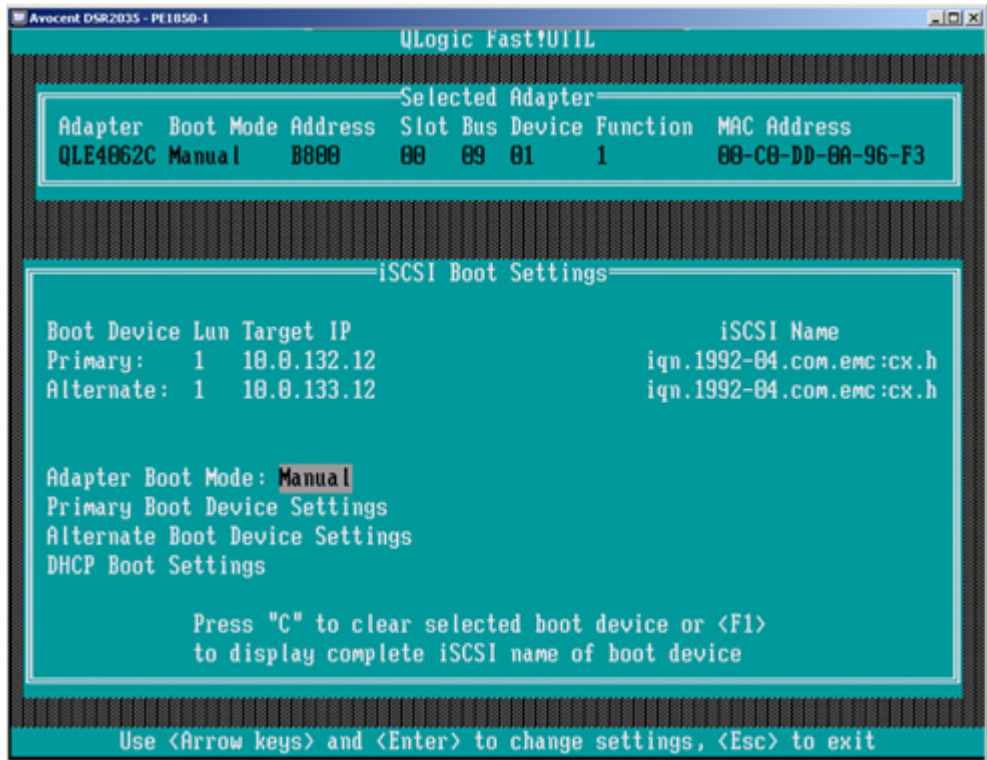 Avocent DSR2035 - PE1850-1
QLogic Fast!UTIL
Selected Adapter
Adapter Boot Mode Address Slot Bus Device Function MAC Address
QLE4062C Manual B800 00 09 01 1 00-C0-DD-0A-96-F3
iSCSI Boot Settings
Boot Device Lun Target IP iSCSI Name
Primary: 1 10.0.132.12 iqn.1992-04.com.emc:cx.h
Alternate: 1 10.0.133.12 iqn.1992-04.com.emc:cx.h
Adapter Boot Mode: Manual
Primary Boot Device Settings
Alternate Boot Device Settings
DHCP Boot Settings
Press "C" to clear selected boot device or <F1>
to display complete iSCSI name of boot device
Use <Arrow keys> and <Enter> to change settings, <Esc> to exit